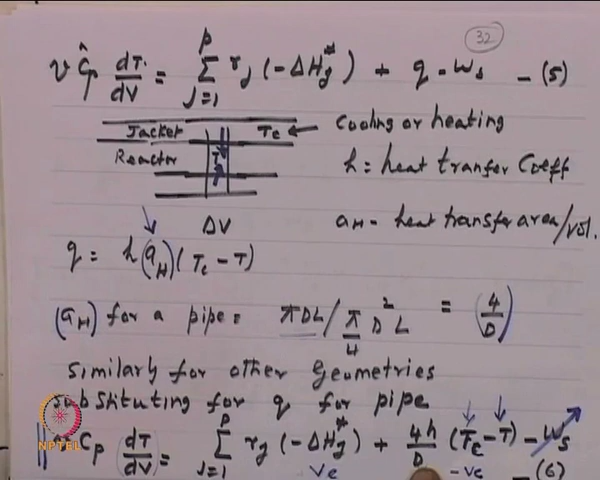 32
v Ĉp dT/dV = Σ_{j=1}^{p} r_j (-ΔH_j^*) + q - W_s - (5)
Jacket Tc ← Cooling or heating
Reactor T h = heat tranfer Coeff
ΔV a_H - heat transfer area/vol.
q = h (a_H) (Tc - T)
(a_H) for a pipe = πDL / π/4 D² L = (4/D)
similarly for other Geometries
substituting for q for pipe
v Cp (dT/dV) = Σ_{j=1}^{p} r_j (-ΔH_j^*) + 4h/D (Tc - T) - W_s
ve -ve - (6)
NPTEL